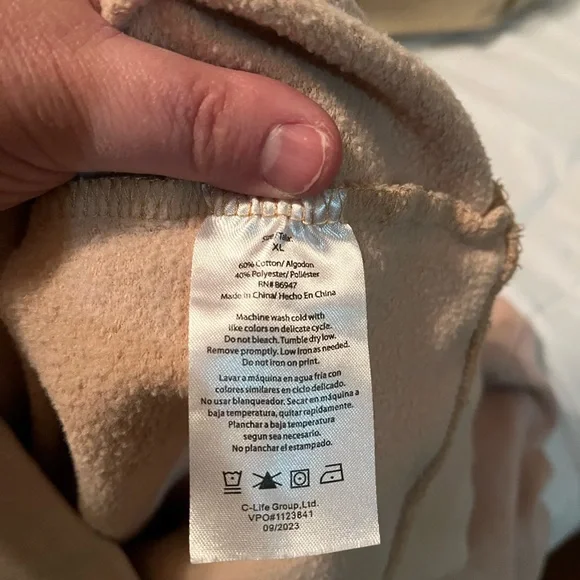 Size/Talla:
XL
60% Cotton/ Algodon
40% Polyester/ Poliéster
RN# B6947
Made in China/ Hecho En China
Machine wash cold with
like colors on delicate cycle.
Do not bleach. Tumble dry low.
Remove promptly. Low iron as needed.
Do not iron on print.
Lavar a máquina en agua fría con
colores similares en ciclo delicado.
No usar blanqueador. Secar en máquina a
baja temperatura, quitar rapidamente.
Planchar a baja temperatura
segun sea necesario.
No planchar el estampado.
C-Life Group,Ltd.
VPO#1123641
09/2023